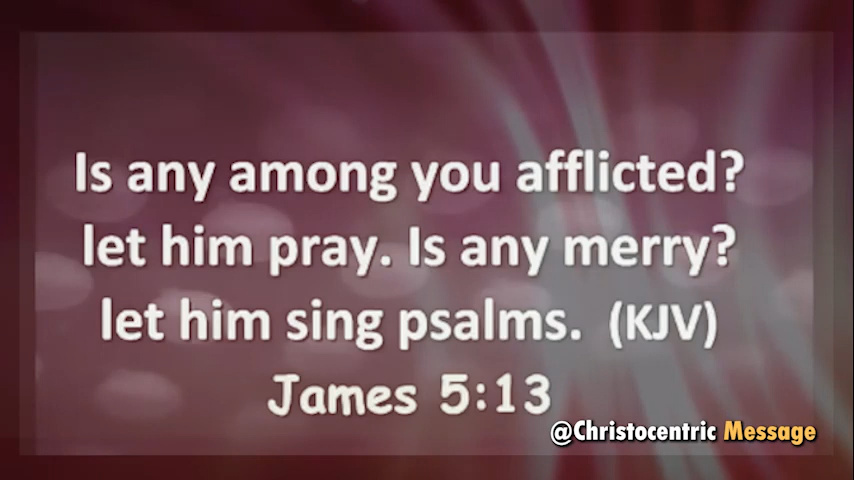 Is any among you afflicted?
let him pray. Is any merry?
let him sing psalms. (KJV)
James 5:13
@Christocentric Message